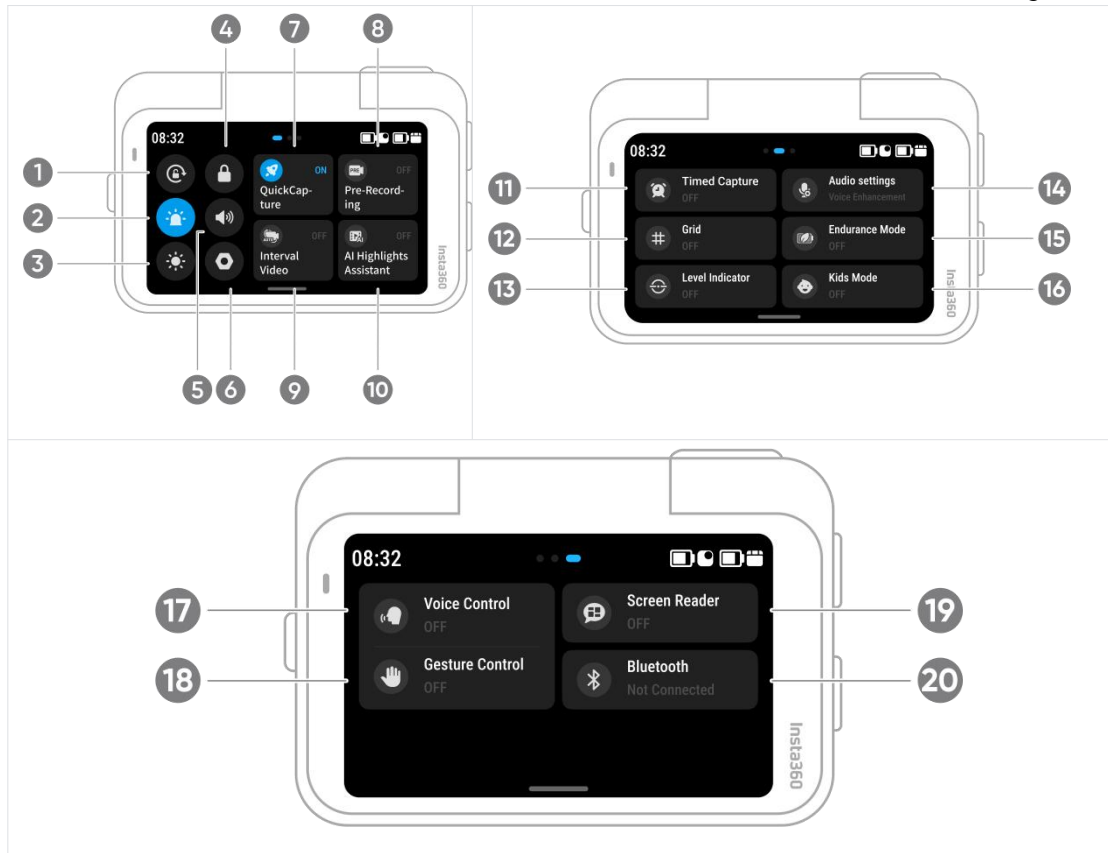 4
7
8
08:32
1
ON
PRE
OFF
QuickCap-
ture
Pre-Record-
ing
2
3
OFF
OFF
Interval
Video
AI Highlights
Assistant
Insta360
5
6
9
10
08:32
11
Timed Capture
OFF
Audio settings
Voice Enhancement
14
12
Grid
OFF
Endurance Mode
OFF
15
13
Level Indicator
OFF
Kids Mode
OFF
16
Insta360
08:32
17
Voice Control
OFF
Screen Reader
OFF
19
18
Gesture Control
OFF
Bluetooth
Not Connected
20
Insta360